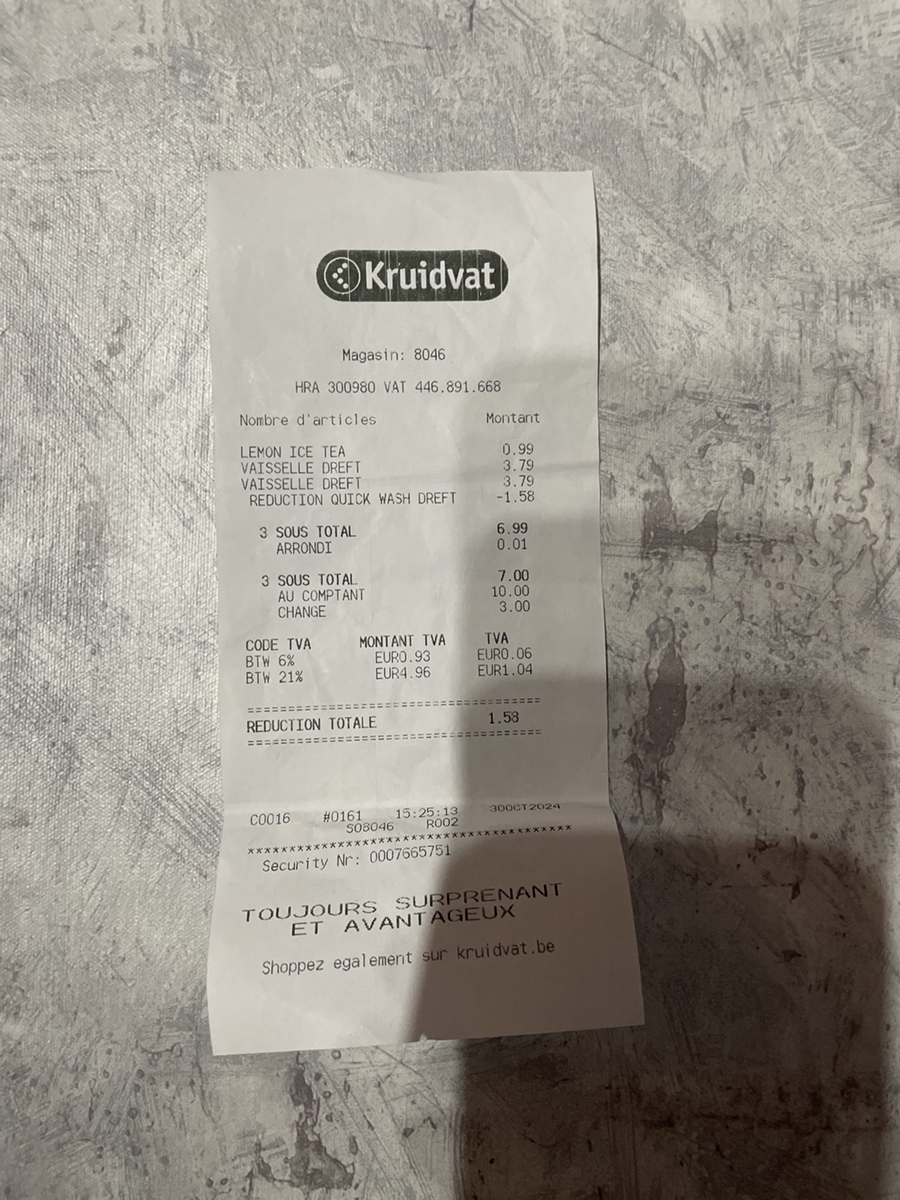 Kruidvat
Magasin: 8046
HRA 300980 VAT 446.891.668
Nombre d'articles Montant
LEMON ICE TEA 0.99
VAISSELLE DREFT 3.79
VAISSELLE DREFT 3.79
REDUCTION QUICK WASH DREFT -1.58
3 SOUS TOTAL 6.99
ARRONDI 0.01
3 SOUS TOTAL 7.00
AU COMPTANT 10.00
CHANGE 3.00
CODE TVA MONTANT TVA TVA
BTW 6% EUR0.93 EUR0.06
BTW 21% EUR4.96 EUR1.04
========================================
REDUCTION TOTALE 1.58
========================================
C0016 #0161 15:25:13 30OCT2024
S08046 R002
****************************************
Security Nr: 0007665751
TOUJOURS SURPRENANT
ET AVANTAGEUX
Shoppez egalement sur kruidvat.be